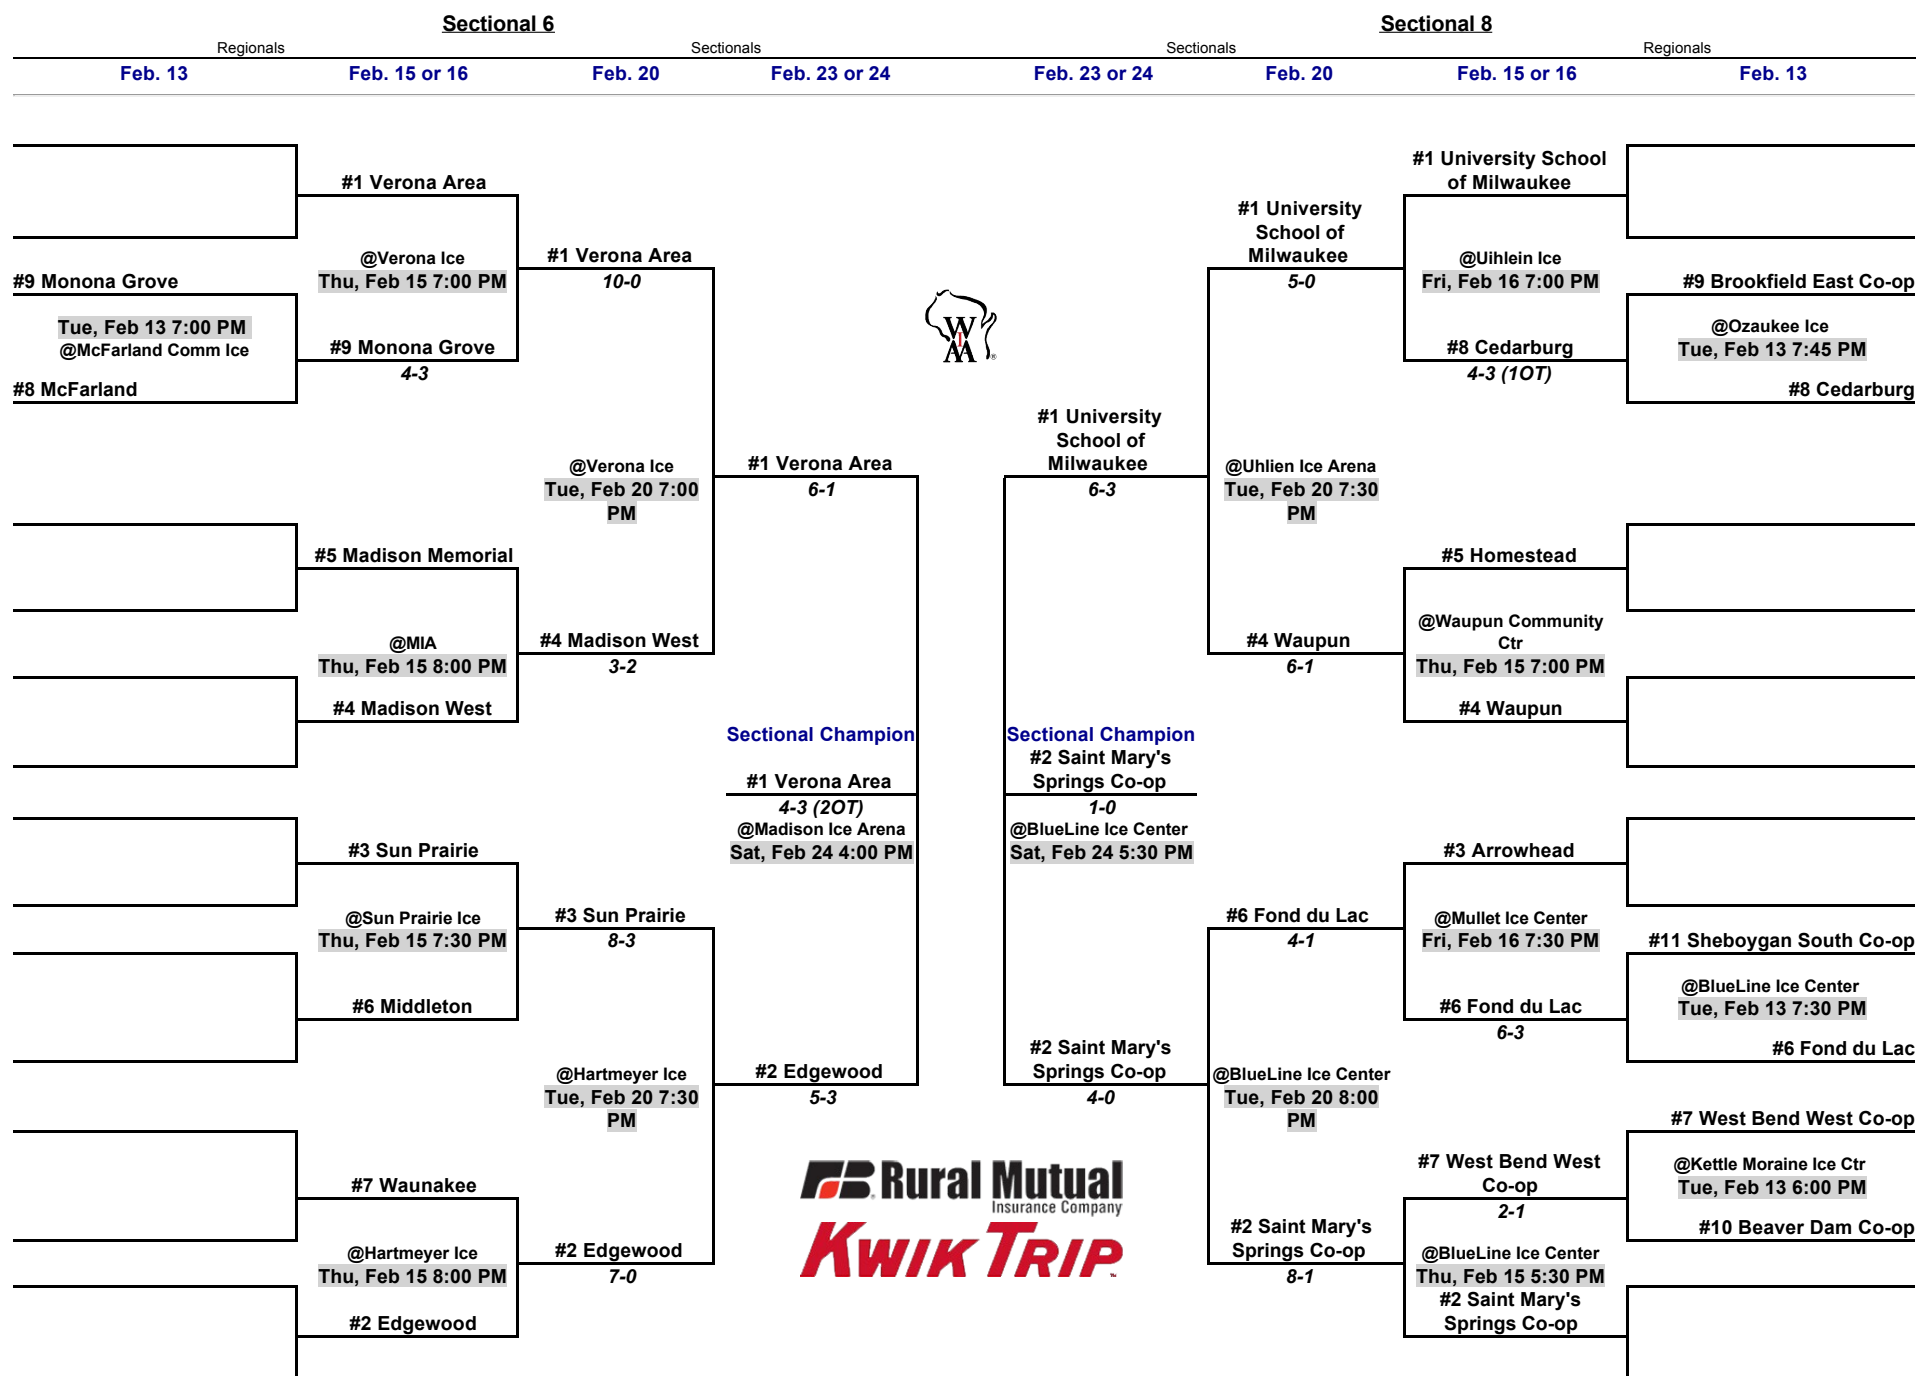 Sectional 6
Sectional 8
Regionals
Sectionals
Sectionals
Regionals
Feb. 13
Feb. 15 or 16
Feb. 20
Feb. 23 or 24
Feb. 23 or 24
Feb. 20
Feb. 15 or 16
Feb. 13
#9 Monona Grove
Tue, Feb 13 7:00 PM
@McFarland Comm Ice
#8 McFarland
#1 Verona Area
@Verona Ice
Thu, Feb 15 7:00 PM
#9 Monona Grove
4-3
#5 Madison Memorial
@MIA
Thu, Feb 15 8:00 PM
#4 Madison West
#3 Sun Prairie
@Sun Prairie Ice
Thu, Feb 15 7:30 PM
#6 Middleton
#7 Waunakee
@Hartmeyer Ice
Thu, Feb 15 8:00 PM
#2 Edgewood
#1 Verona Area
10-0
@Verona Ice
Tue, Feb 20 7:00
PM
#4 Madison West
3-2
#3 Sun Prairie
8-3
@Hartmeyer Ice
Tue, Feb 20 7:30
PM
#2 Edgewood
7-0
#1 Verona Area
6-1
Sectional Champion
#1 Verona Area
4-3 (2OT)
@Madison Ice Arena
Sat, Feb 24 4:00 PM
#2 Edgewood
5-3
WIAA
®
#1 University
School of
Milwaukee
6-3
Sectional Champion
#2 Saint Mary's
Springs Co-op
1-0
@BlueLine Ice Center
Sat, Feb 24 5:30 PM
#2 Saint Mary's
Springs Co-op
4-0
#1 University
School of
Milwaukee
5-0
@Uhlien Ice Arena
Tue, Feb 20 7:30
PM
#4 Waupun
6-1
#6 Fond du Lac
4-1
@BlueLine Ice Center
Tue, Feb 20 8:00
PM
#2 Saint Mary's
Springs Co-op
8-1
#1 University School
of Milwaukee
@Uihlein Ice
Fri, Feb 16 7:00 PM
#8 Cedarburg
4-3 (1OT)
#5 Homestead
@Waupun Community
Ctr
Thu, Feb 15 7:00 PM
#4 Waupun
#3 Arrowhead
@Mullet Ice Center
Fri, Feb 16 7:30 PM
#6 Fond du Lac
6-3
#7 West Bend West
Co-op
2-1
@BlueLine Ice Center
Thu, Feb 15 5:30 PM
#2 Saint Mary's
Springs Co-op
#9 Brookfield East Co-op
@Ozaukee Ice
Tue, Feb 13 7:45 PM
#8 Cedarburg
#11 Sheboygan South Co-op
@BlueLine Ice Center
Tue, Feb 13 7:30 PM
#6 Fond du Lac
#7 West Bend West Co-op
@Kettle Moraine Ice Ctr
Tue, Feb 13 6:00 PM
#10 Beaver Dam Co-op
Rural Mutual
Insurance Company
KWIK TRIP